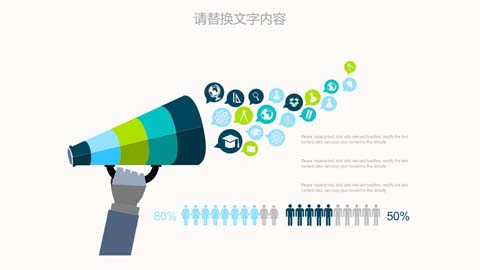 请替换文字内容
Please replace text, click add relevant headline, modify the text
content, also can copy your content to this directly.
Please replace text, click add relevant headline, modify the text
content, also can copy your content to this directly.
Please replace text, click add relevant headline, modify the text
content, also can copy your content to this directly.
80%
50%